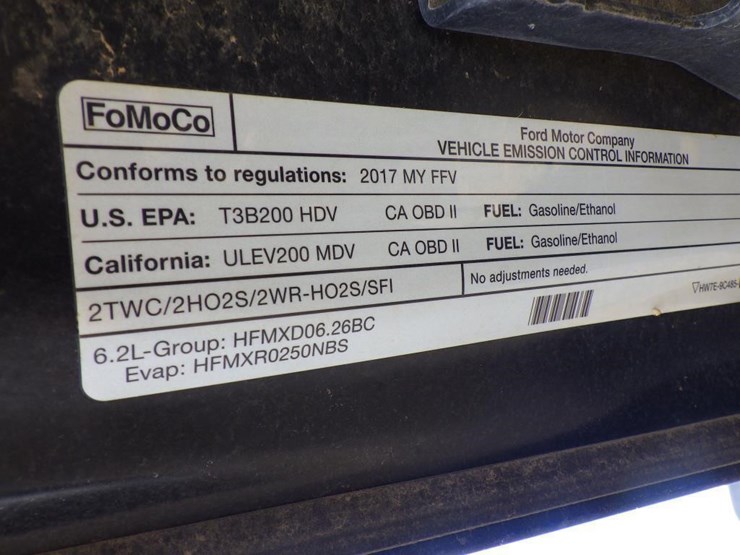 FoMoCo
Ford Motor Company
VEHICLE EMISSION CONTROL INFORMATION
Conforms to regulations: 2017 MY FFV
U.S. EPA: T3B200 HDV CA OBD II FUEL: Gasoline/Ethanol
California: ULEV200 MDV CA OBD II FUEL: Gasoline/Ethanol
2TWC/2HO2S/2WR-HO2S/SFI No adjustments needed.
HW7E-9C485-
6.2L-Group: HFMXD06.26BC
Evap: HFMXR0250NBS